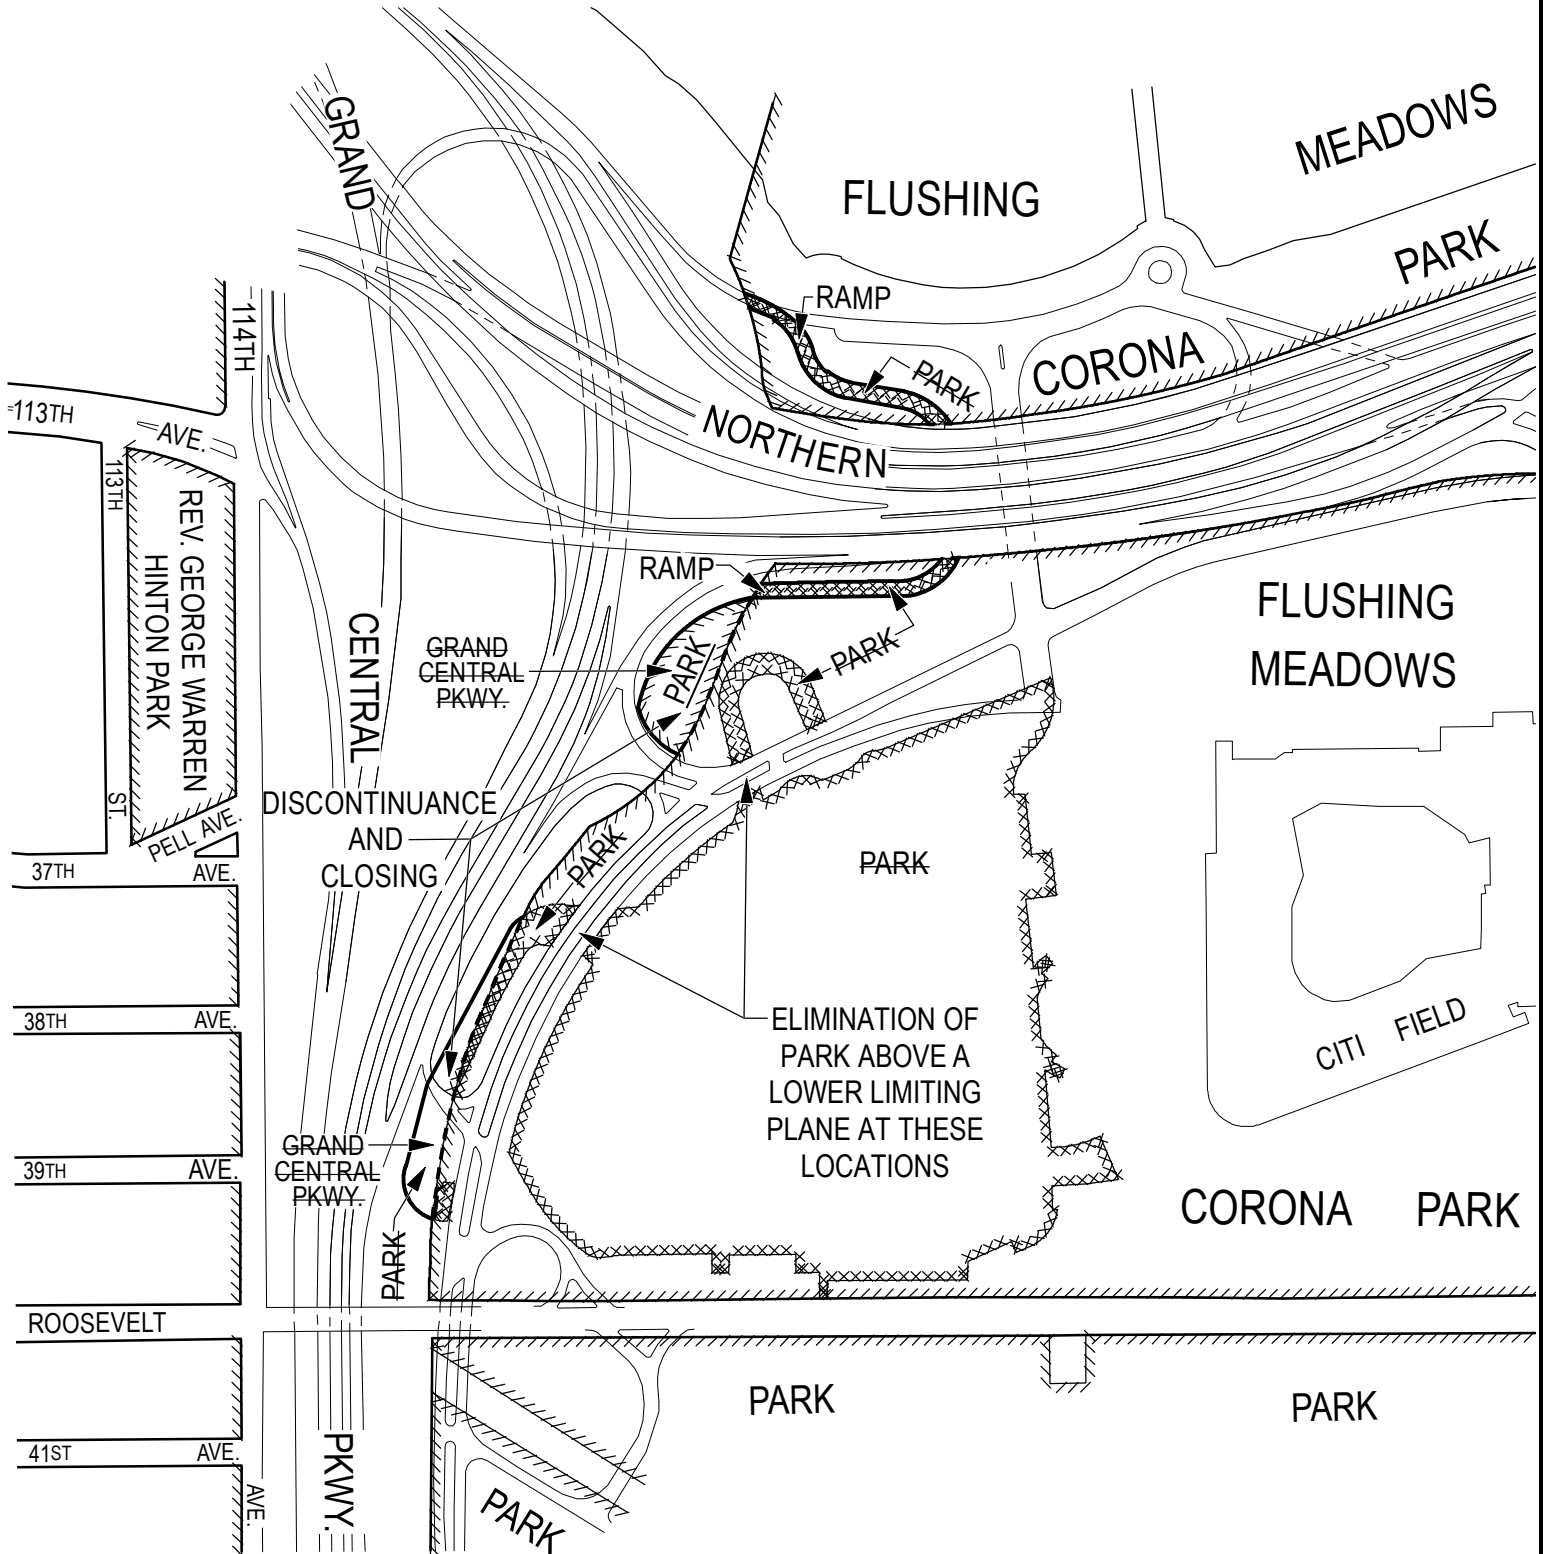 GRAND
MEADOWS
FLUSHING
PARK
RAMP
114TH
CORONA
PARK
113TH
AVE.
NORTHERN
113TH
REV. GEORGE WARREN
HINTON PARK
RAMP
FLUSHING
MEADOWS
CENTRAL
GRAND
CENTRAL
PKWY.
PARK
PARK
ST.
PELL AVE.
DISCONTINUANCE
AND
CLOSING
PARK
PARK
37TH AVE.
38TH AVE.
ELIMINATION OF
PARK ABOVE A
LOWER LIMITING
PLANE AT THESE
LOCATIONS
CITI FIELD
GRAND
CENTRAL
PKWY.
39TH AVE.
CORONA PARK
PARK
ROOSEVELT
PARK
PARK
41ST AVE.
PKWY.
AVE.
PARK